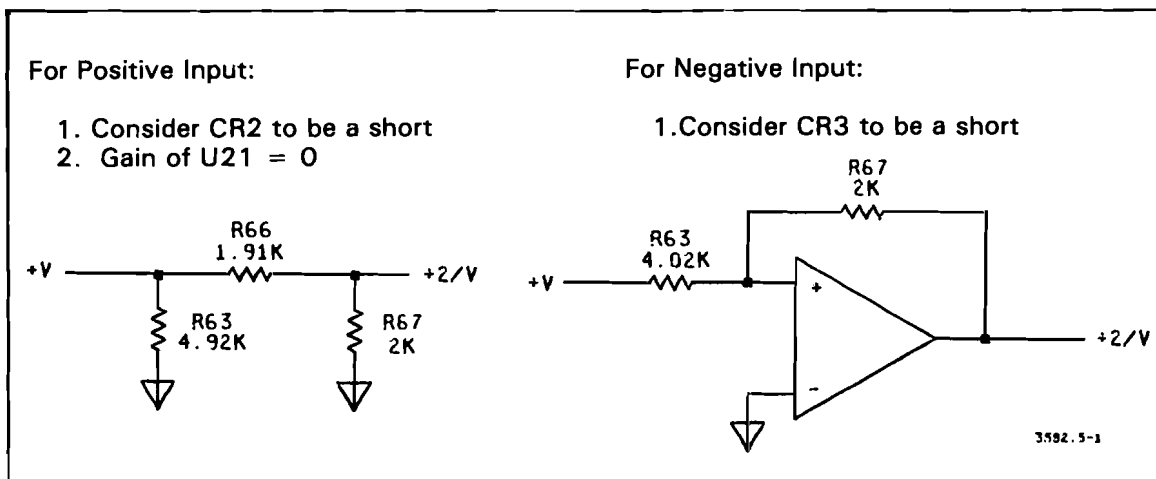 For Positive Input:
1. Consider CR2 to be a short
2. Gain of U21 = 0
R66
1.91K
+V
+2/V
R63
4.92K
R67
2K
For Negative Input:
1.Consider CR3 to be a short
R67
2K
R63
4.02K
+V
+
-
+2/V
3592.5-1